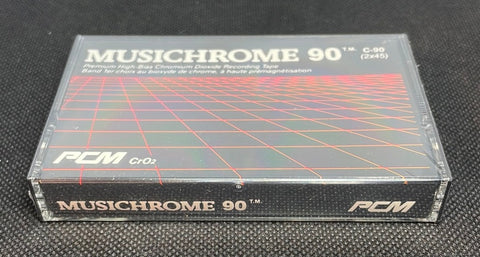 MUSICHROME 90 T.M. C-90
(2x45)
Premium High Bias Chromium Dioxide Recording Tape
Band 1er choix au bioxyde de chrome, à haute prémagnétisation
PCM CrO2
MUSICHROME 90 T.M. PCM